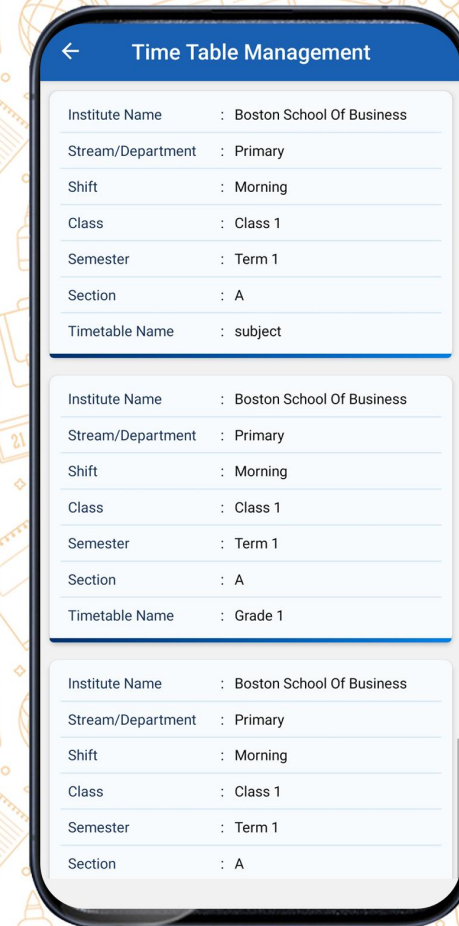 Time Table Management
Institute Name : Boston School Of Business
Stream/Department : Primary
Shift : Morning
Class : Class 1
Semester : Term 1
Section : A
Timetable Name : subject
Institute Name : Boston School Of Business
Stream/Department : Primary
Shift : Morning
Class : Class 1
Semester : Term 1
Section : A
Timetable Name : Grade 1
Institute Name : Boston School Of Business
Stream/Department : Primary
Shift : Morning
Class : Class 1
Semester : Term 1
Section : A
21